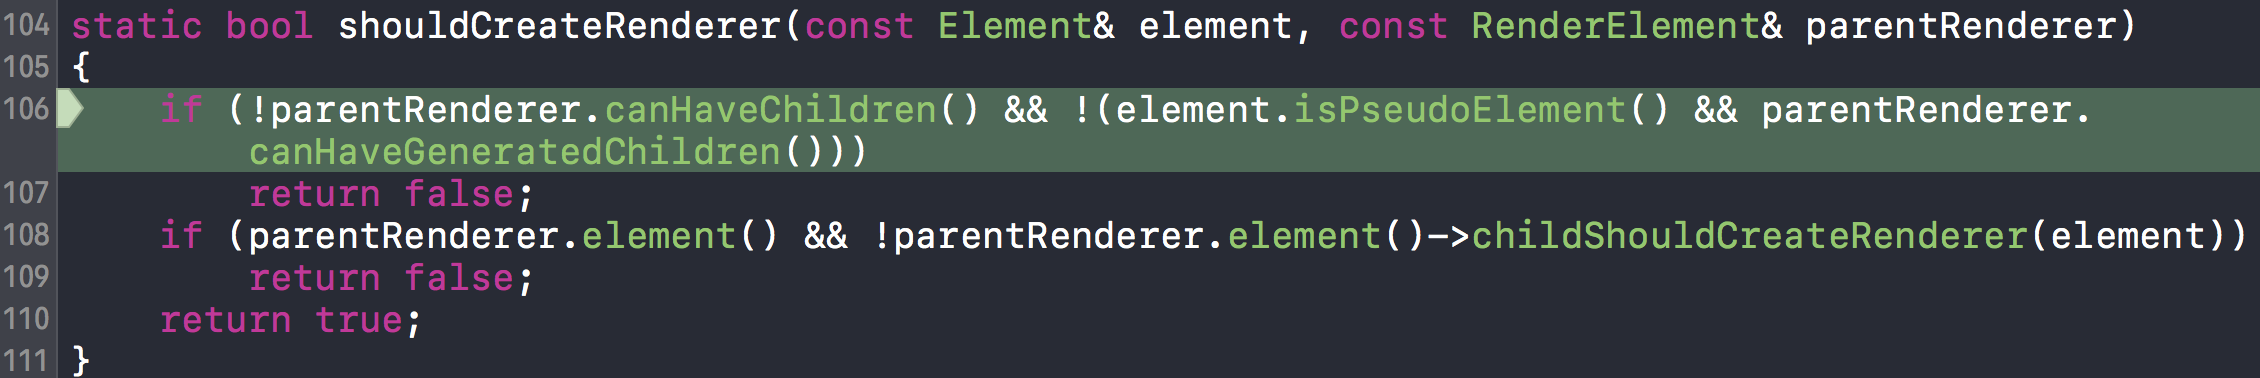 104 static bool shouldCreateRenderer(const Element& element, const RenderElement& parentRenderer)
105 {
106     if (!parentRenderer.canHaveChildren() && !(element.isPseudoElement() && parentRenderer.
            canHaveGeneratedChildren()))
107         return false;
108     if (parentRenderer.element() && !parentRenderer.element()->childShouldCreateRenderer(element))
109         return false;
110     return true;
111 }